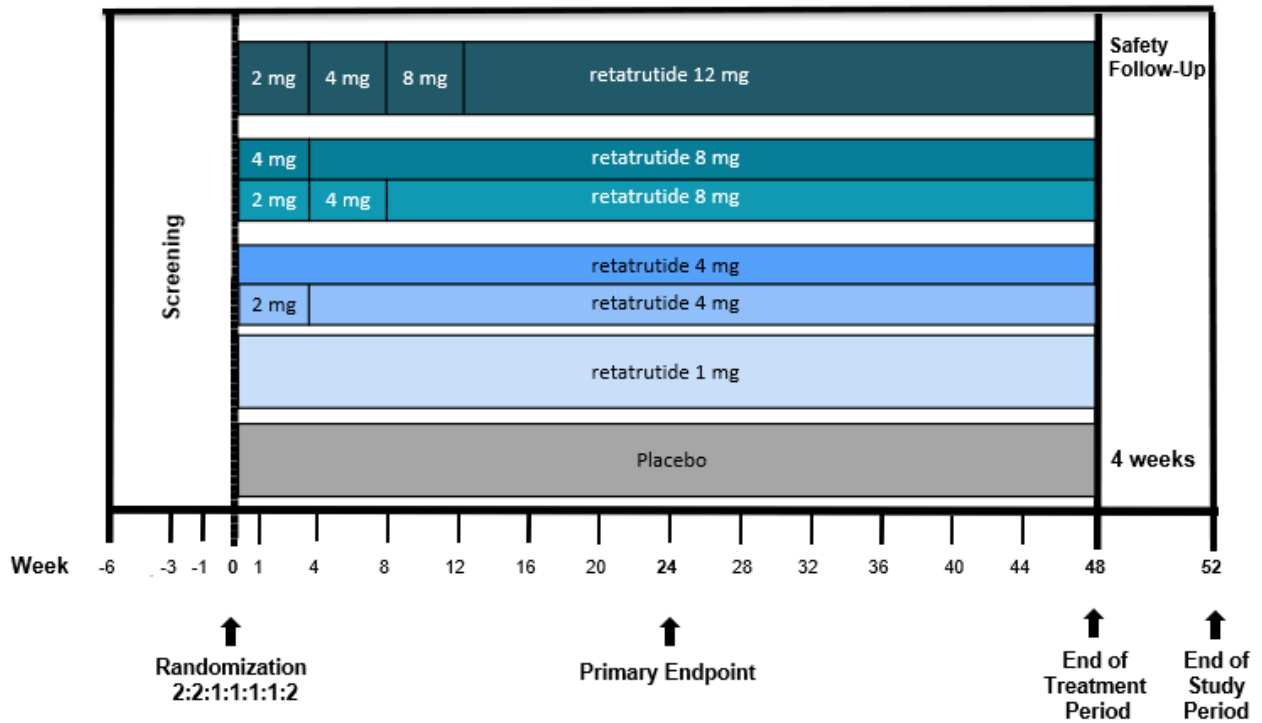 Safety
Follow-Up
2 mg 4 mg 8 mg retatrutide 12 mg
4 mg retatrutide 8 mg
2 mg 4 mg retatrutide 8 mg
Screening
retatrutide 4 mg
2 mg retatrutide 4 mg
retatrutide 1 mg
Placebo
4 weeks
Week -6 -3 -1 0 1 4 8 12 16 20 24 28 32 36 40 44 48 52
Randomization
2:2:1:1:1:1:2
Primary Endpoint
End of
Treatment
Period
End of
Study
Period